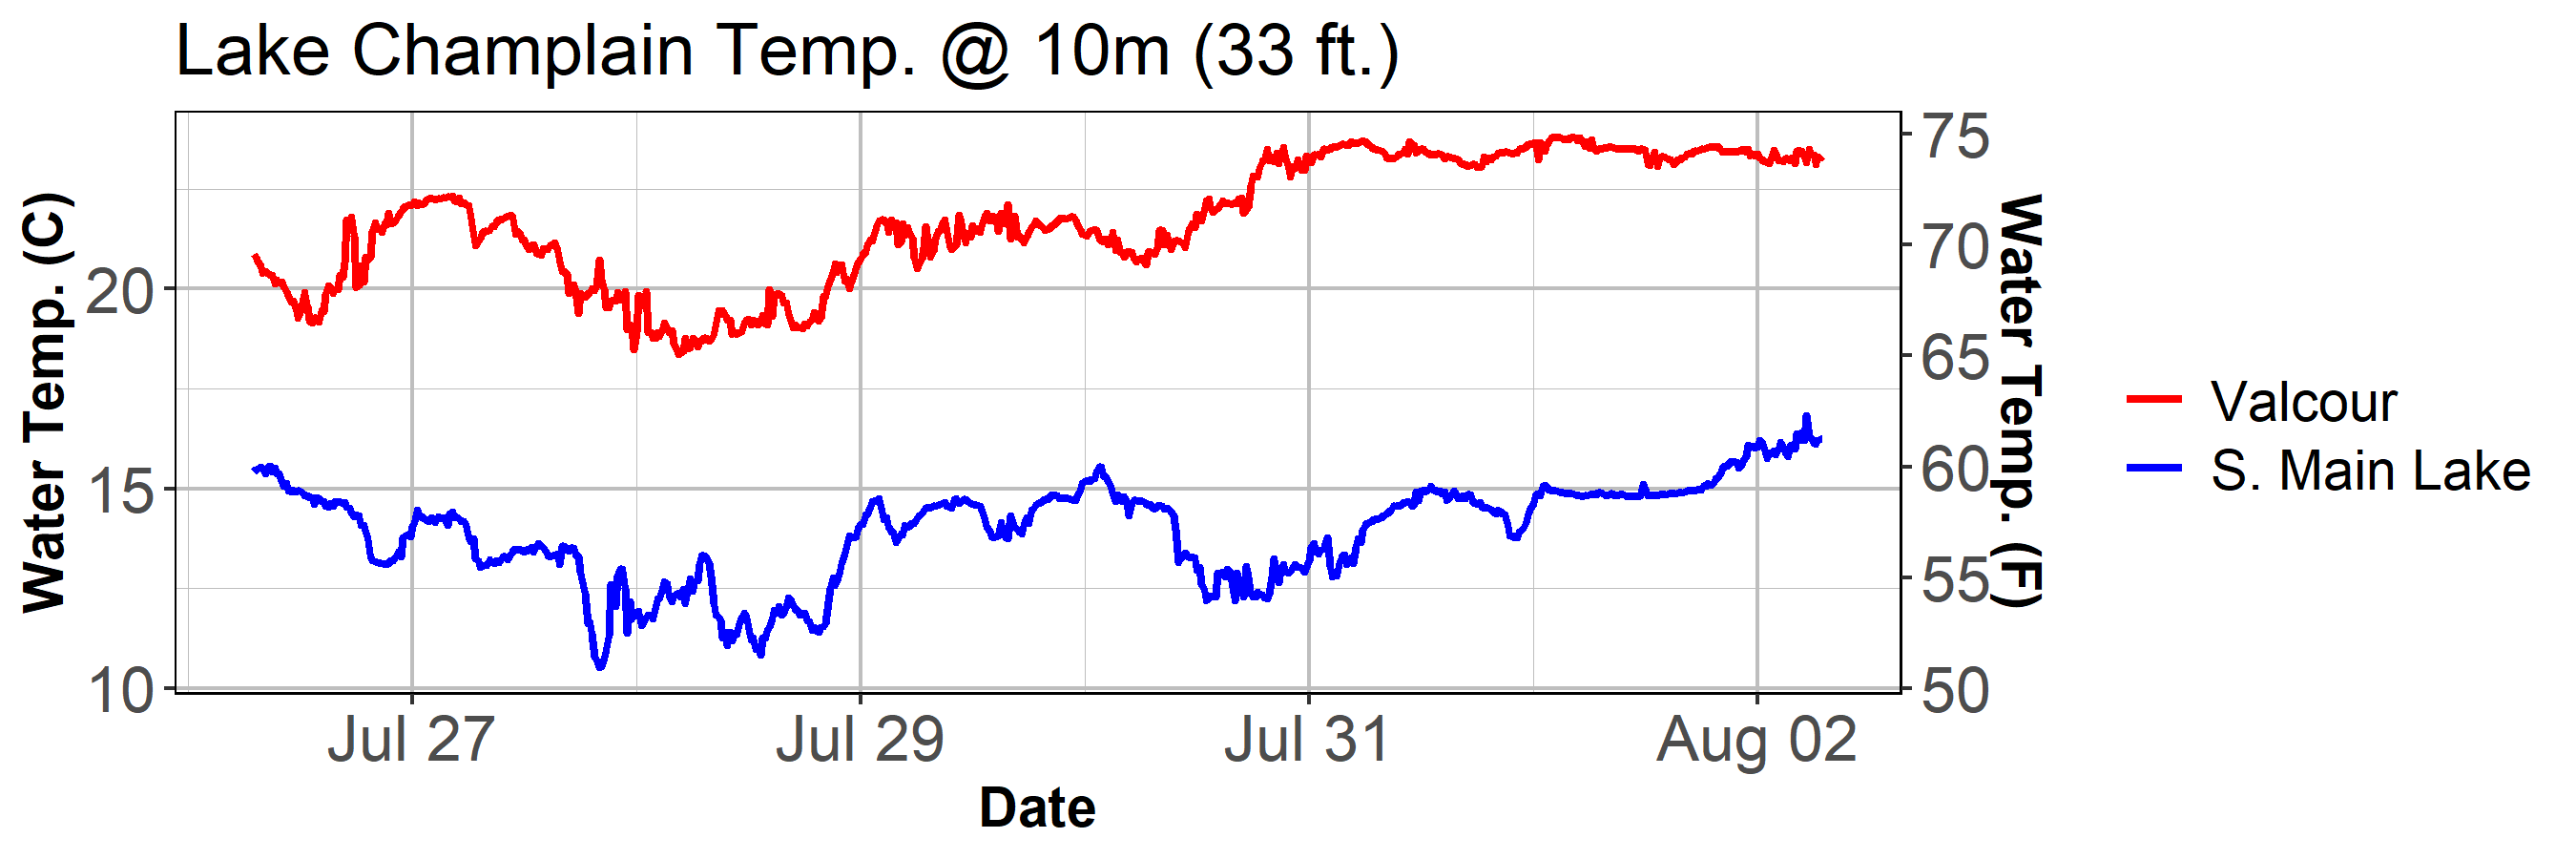 Lake Champlain Temp. @ 10m (33 ft.)
Water Temp. (C)
20
15
10
75
70
65
60
55
50
Water Temp. (F)
Jul 27
Jul 29
Jul 31
Aug 02
Date
Valcour
S. Main Lake